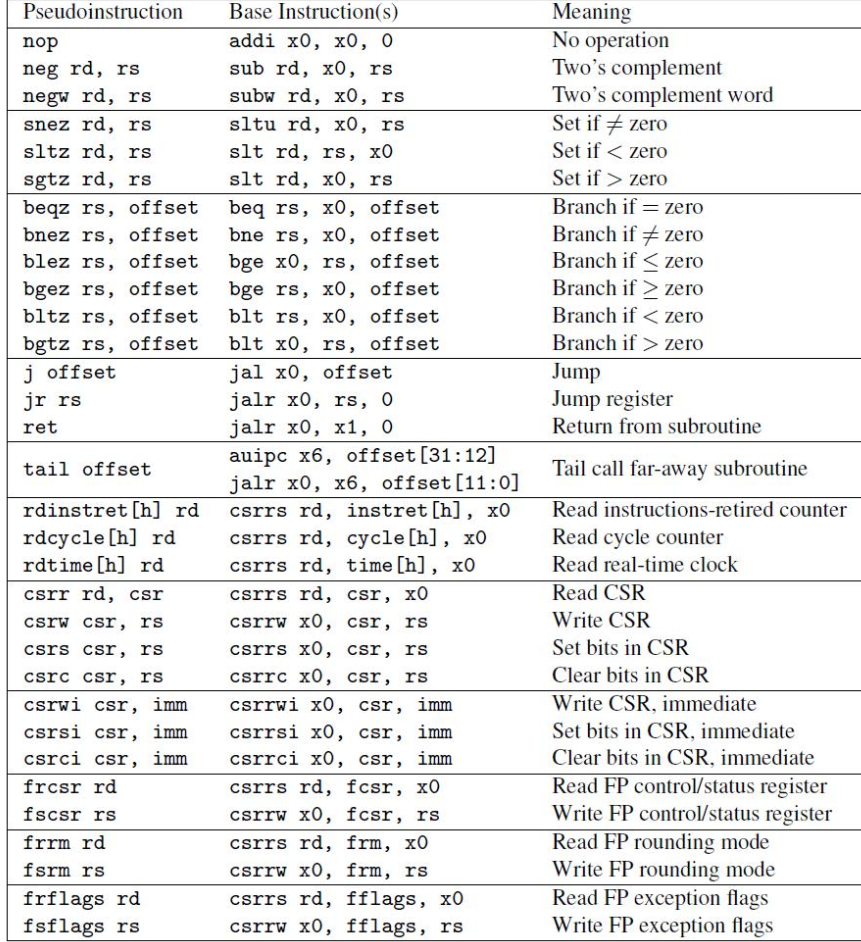 Pseudoinstruction Base Instruction(s) Meaning
nop addi x0, x0, 0 No operation
neg rd, rs sub rd, x0, rs Two's complement
negw rd, rs subw rd, x0, rs Two's complement word
snez rd, rs sltu rd, x0, rs Set if ≠ zero
sltz rd, rs slt rd, rs, x0 Set if < zero
sgtz rd, rs slt rd, x0, rs Set if > zero
beqz rs, offset beq rs, x0, offset Branch if = zero
bnez rs, offset bne rs, x0, offset Branch if ≠ zero
blez rs, offset bge x0, rs, offset Branch if ≤ zero
bgez rs, offset bge rs, x0, offset Branch if ≥ zero
bltz rs, offset blt rs, x0, offset Branch if < zero
bgtz rs, offset blt x0, rs, offset Branch if > zero
j offset jal x0, offset Jump
jr rs jalr x0, rs, 0 Jump register
ret jalr x0, x1, 0 Return from subroutine
tail offset auipc x6, offset[31:12] Tail call far-away subroutine
jalr x0, x6, offset[11:0]
rdinstret[h] rd csrrs rd, instret[h], x0 Read instructions-retired counter
rdcycle[h] rd csrrs rd, cycle[h], x0 Read cycle counter
rdtime[h] rd csrrs rd, time[h], x0 Read real-time clock
csrr rd, csr csrrs rd, csr, x0 Read CSR
csrw csr, rs csrrw x0, csr, rs Write CSR
csrs csr, rs csrrs x0, csr, rs Set bits in CSR
csrc csr, rs csrrc x0, csr, rs Clear bits in CSR
csrwi csr, imm csrrwi x0, csr, imm Write CSR, immediate
csrsi csr, imm csrrsi x0, csr, imm Set bits in CSR, immediate
csrci csr, imm csrrci x0, csr, imm Clear bits in CSR, immediate
frcsr rd csrrs rd, fcsr, x0 Read FP control/status register
fscsr rs csrrw x0, fcsr, rs Write FP control/status register
frrm rd csrrs rd, frm, x0 Read FP rounding mode
fsrm rs csrrw x0, frm, rs Write FP rounding mode
frflags rd csrrs rd, fflags, x0 Read FP exception flags
fsflags rs csrrw x0, fflags, rs Write FP exception flags